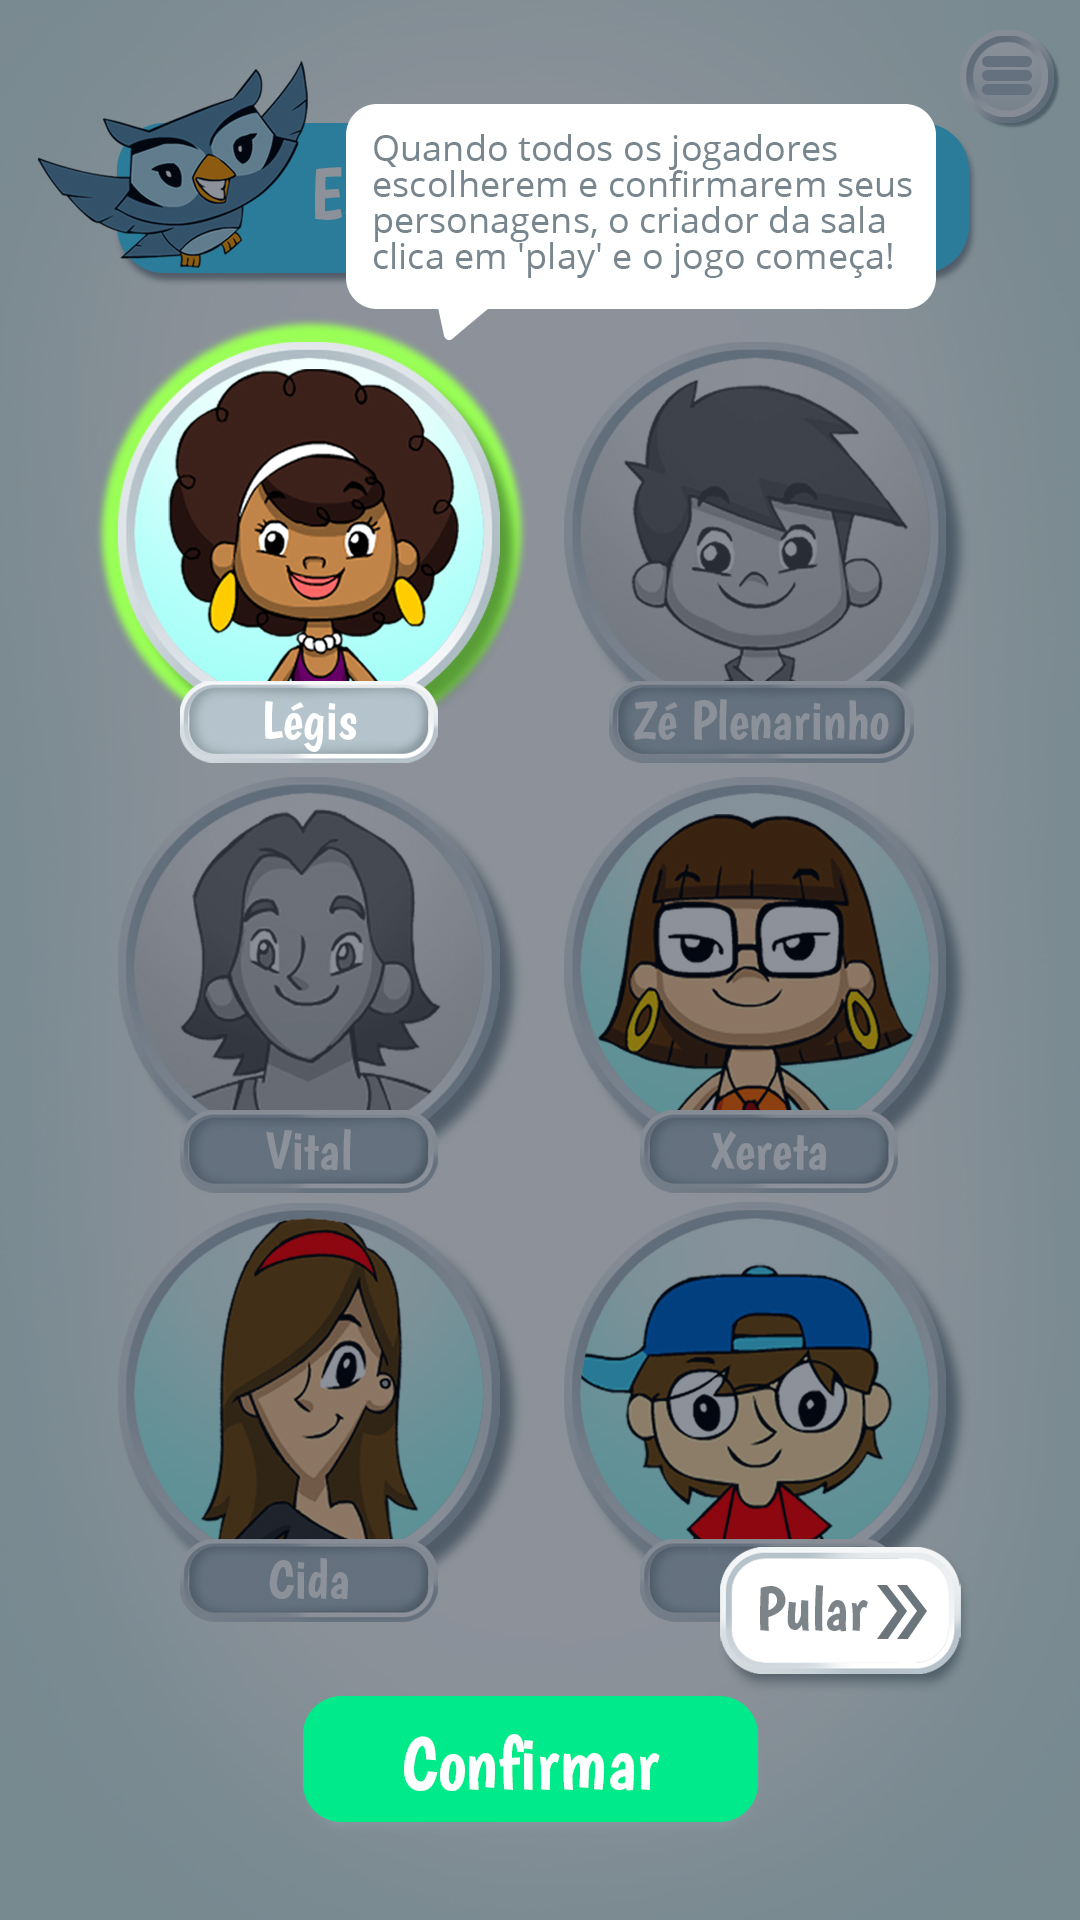 Quando todos os jogadores
escolherem e confirmarem seus
personagens, o criador da sala
clica em 'play' e o jogo começa!
Légis
Zé Plenarinho
Vital
Xereta
Cida
Pular
Confirmar